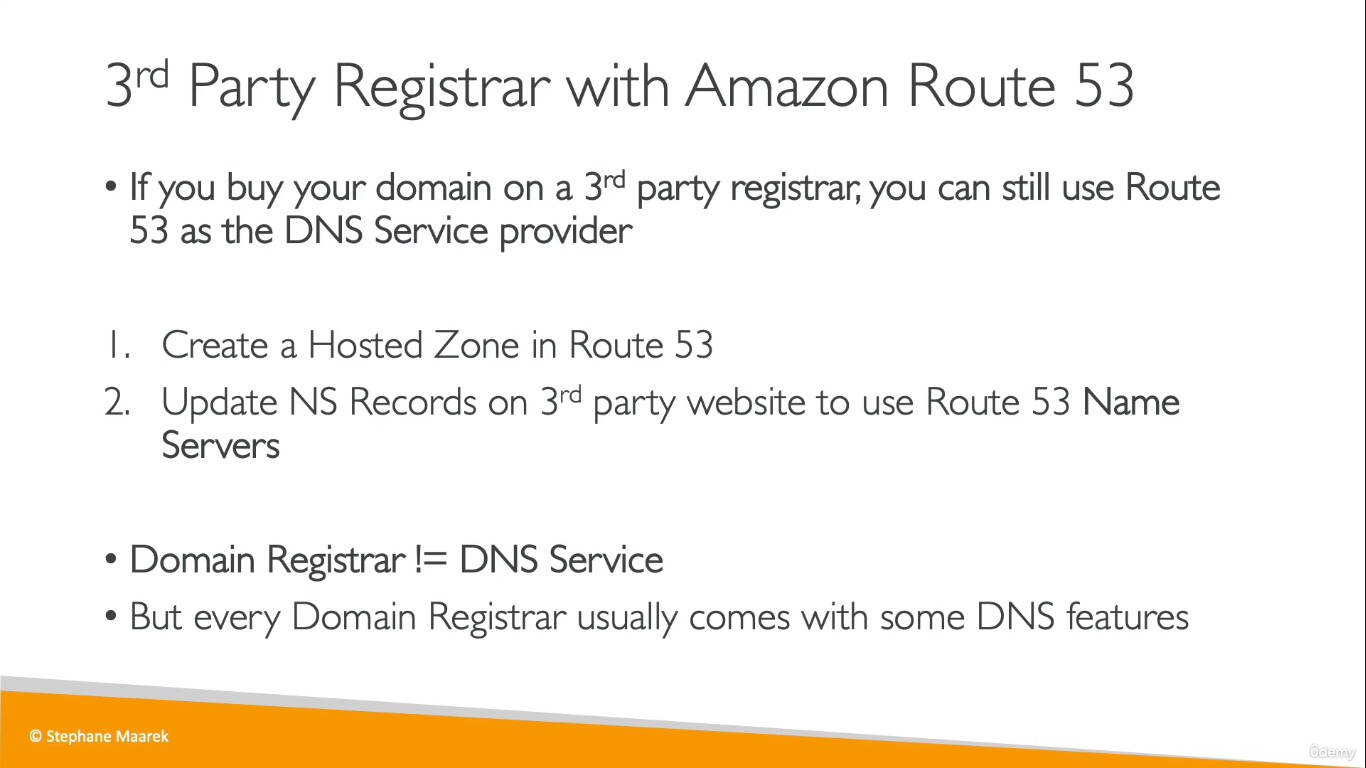 3rd Party Registrar with Amazon Route 53
• If you buy your domain on a 3rd party registrar, you can still use Route
53 as the DNS Service provider
1. Create a Hosted Zone in Route 53
2. Update NS Records on 3rd party website to use Route 53 Name
Servers
• Domain Registrar != DNS Service
• But every Domain Registrar usually comes with some DNS features
© Stephane Maarek
ûdemy